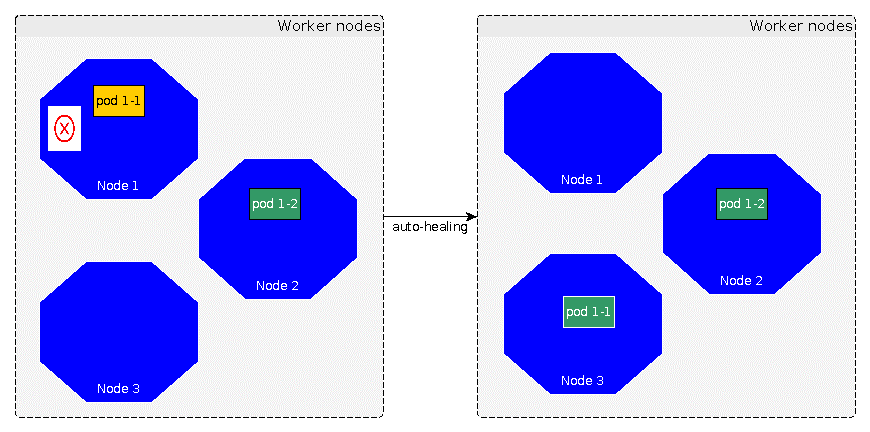 Worker nodes
pod 1-1
X
Node 1
pod 1-2
Node 2
Node 3
auto-healing
Worker nodes
Node 1
pod 1-2
Node 2
pod 1-1
Node 3